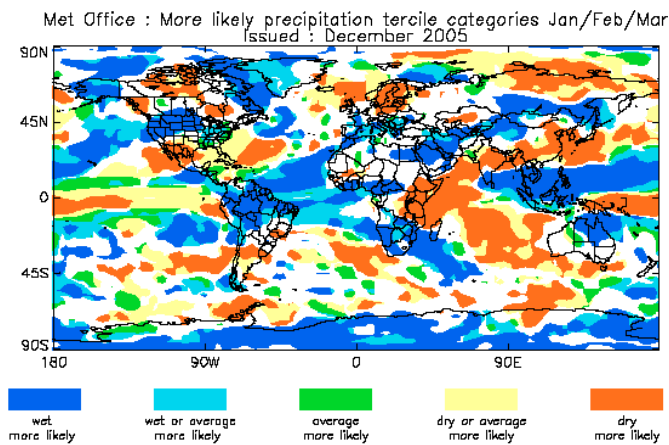 Met Office : More likely precipitation tercile categories Jan/Feb/Mar
Issued : December 2005
90N
45N
0
45S
90S
180 90W 0 90E
wet wet or average average dry or average dry
more likely more likely more likely more likely more likely